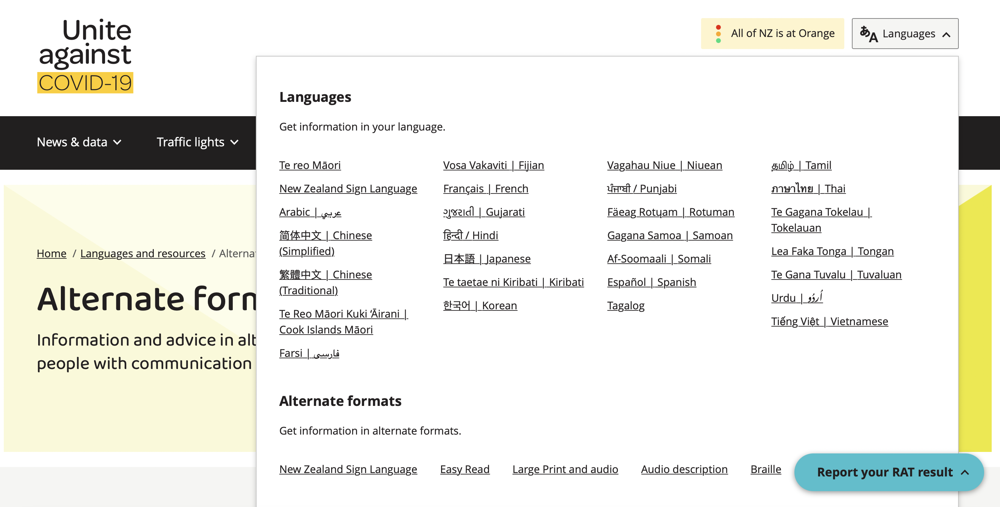 Unite
against
COVID-19
All of NZ is at Orange
あA Languages
News & data
Traffic lights
Languages
Get information in your language.
Te reo Māori
New Zealand Sign Language
Arabic | عربي
简体中文 | Chinese
(Simplified)
繁體中文 | Chinese
(Traditional)
Te Reo Māori Kuki ‘Āirani |
Cook Islands Māori
Farsi | فارسی
Vosa Vakaviti | Fijian
Français | French
ગુજરાતી | Gujarati
हिन्दी / Hindi
日本語 | Japanese
Te taetae ni Kiribati | Kiribati
한국어 | Korean
Vagahau Niue | Niuean
ਪੰਜਾਬੀ / Punjabi
Fäeag Rotųam | Rotuman
Gagana Samoa | Samoan
Af-Soomaali | Somali
Español | Spanish
Tagalog
தமிழ் | Tamil
ภาษาไทย | Thai
Te Gagana Tokelau |
Tokelauan
Lea Faka Tonga | Tongan
Te Gana Tuvalu | Tuvaluan
Urdu | اُردُو
Tiếng Việt | Vietnamese
Home / Languages and resources / Alterna
Alternate form
Information and advice in alt
people with communication
Alternate formats
Get information in alternate formats.
New Zealand Sign Language
Easy Read
Large Print and audio
Audio description
Braille
Report your RAT result